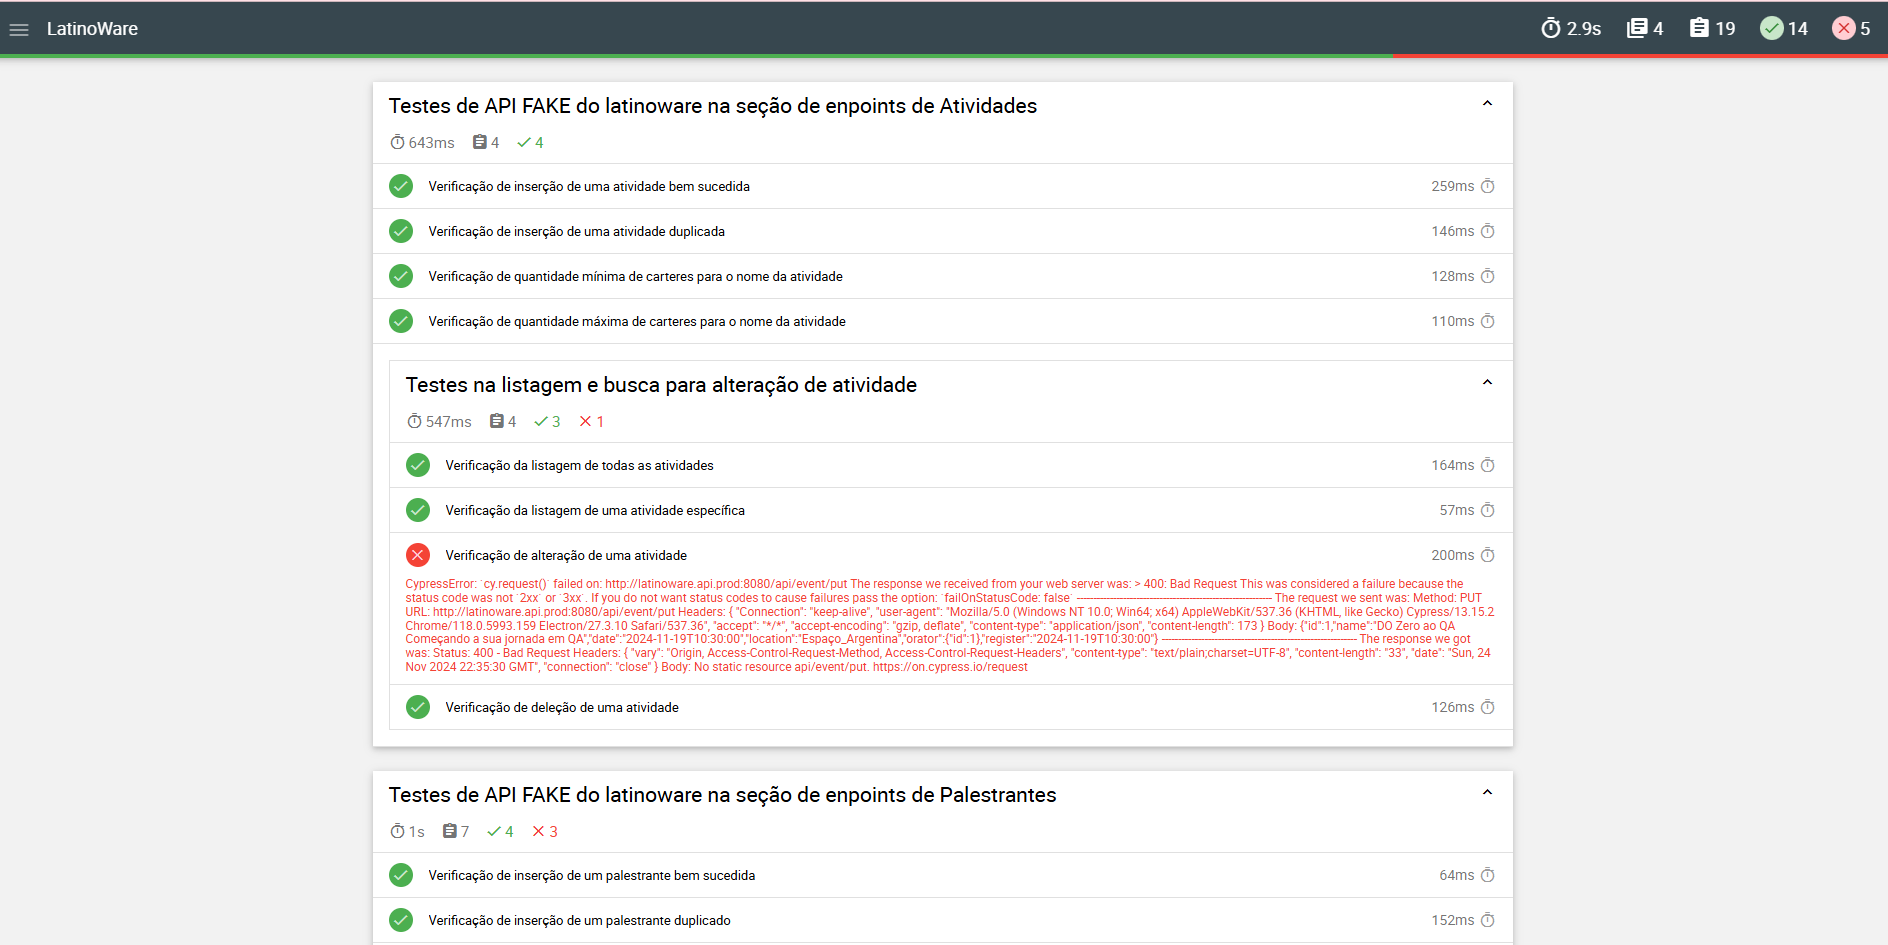 LatinoWare
2.9s 4 19 14 5
Testes de API FAKE do latinoware na seção de enpoints de Atividades
643ms 4 4
Verificação de inserção de uma atividade bem sucedida 259ms
Verificação de inserção de uma atividade duplicada 146ms
Verificação de quantidade mínima de carteres para o nome da atividade 128ms
Verificação de quantidade máxima de carteres para o nome da atividade 110ms
Testes na listagem e busca para alteração de atividade
547ms 4 3 1
Verificação da listagem de todas as atividades 164ms
Verificação da listagem de uma atividade específica 57ms
Verificação de alteração de uma atividade 200ms
CypressError: `cy.request()` failed on: http://latinoware.api.prod:8080/api/event/put The response we received from your web server was: > 400: Bad Request This was considered a failure because the
status code was not `2xx` or `3xx`. If you do not want status codes to cause failures pass the option: `failOnStatusCode: false` ----------------------------------------------------------- The request we sent was: Method: PUT
URL: http://latinoware.api.prod:8080/api/event/put Headers: { "Connection": "keep-alive", "user-agent": "Mozilla/5.0 (Windows NT 10.0; Win64; x64) AppleWebKit/537.36 (KHTML, like Gecko) Cypress/13.15.2
Chrome/118.0.5993.159 Electron/27.3.10 Safari/537.36", "accept": "*/*", "accept-encoding": "gzip, deflate", "content-type": "application/json", "content-length": 173 } Body: {"id":1,"name":"DO Zero ao QA
Começando a sua jornada em QA","date":"2024-11-19T10:30:00","location":"Espaço_Argentina","orator":{"id":1},"register":"2024-11-19T10:30:00"} ----------------------------------------------------------- The response we got
was: Status: 400 - Bad Request Headers: { "vary": "Origin, Access-Control-Request-Method, Access-Control-Request-Headers", "content-type": "text/plain;charset=UTF-8", "content-length": "33", "date": "Sun, 24
Nov 2024 22:35:30 GMT", "connection": "close" } Body: No static resource api/event/put. https://on.cypress.io/request
Verificação de deleção de uma atividade 126ms
Testes de API FAKE do latinoware na seção de enpoints de Palestrantes
1s 7 4 3
Verificação de inserção de um palestrante bem sucedida 64ms
Verificação de inserção de um palestrante duplicado 152ms